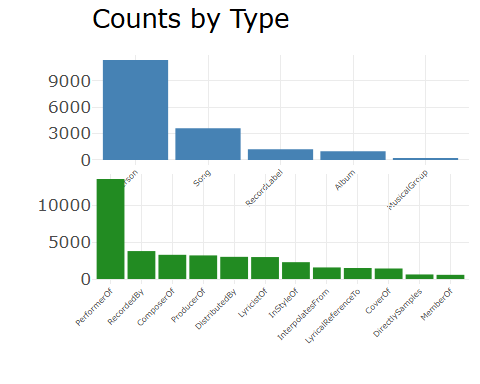 Counts by Type
9000
6000
3000
0
Song
RecordLabel
Album
MusicalGroup
10000
5000
0
PerformerOf
RecordedBy
ComposerOf
ProducerOf
DistributedBy
LyricistOf
InStyleOf
InterpolatesFrom
LyricalReferenceTo
CoverOf
DirectlySamples
MemberOf